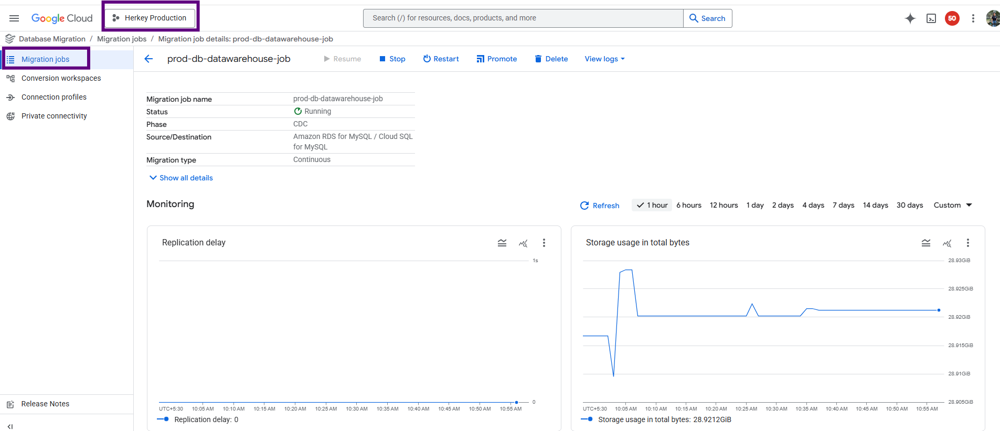 Google Cloud
Herkey Production
Search (/) for resources, docs, products, and more
Search
50
Database Migration / Migration jobs / Migration job details: prod-db-datawarehouse-job
Migration jobs
Conversion workspaces
Connection profiles
Private connectivity
Release Notes
prod-db-datawarehouse-job
Resume
Stop
Restart
Promote
Delete
View logs
Migration job name prod-db-datawarehouse-job
Status Running
Phase CDC
Source/Destination Amazon RDS for MySQL / Cloud SQL
for MySQL
Migration type Continuous
Show all details
Monitoring
Refresh
1 hour 6 hours 12 hours 1 day 2 days 4 days 7 days 14 days 30 days Custom
Replication delay
1s
0
UTC+5:30 10:05 AM 10:10 AM 10:15 AM 10:20 AM 10:25 AM 10:30 AM 10:35 AM 10:40 AM 10:45 AM 10:50 AM 10:55 AM
Replication delay: 0
Storage usage in total bytes
28.93GiB
28.925GiB
28.92GiB
28.915GiB
28.91GiB
28.905GiB
UTC+5:30 10:05 AM 10:10 AM 10:15 AM 10:20 AM 10:25 AM 10:30 AM 10:35 AM 10:40 AM 10:45 AM 10:50 AM 10:55 AM
Storage usage in total bytes: 28.9212GiB